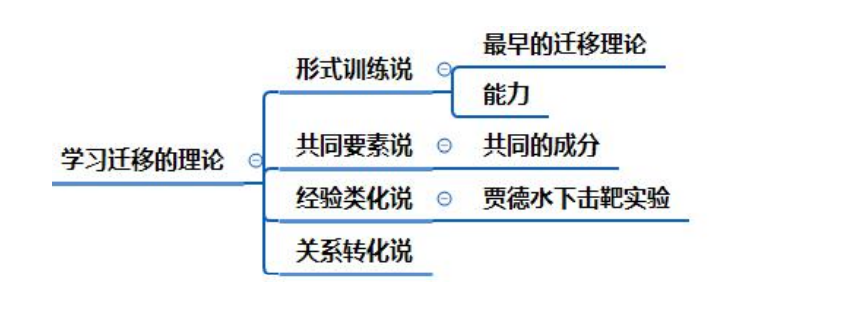 最早的迁移理论
形式训练说
能力
学习迁移的理论
共同要素说
共同的成分
经验类化说
贾德水下击靶实验
关系转化说